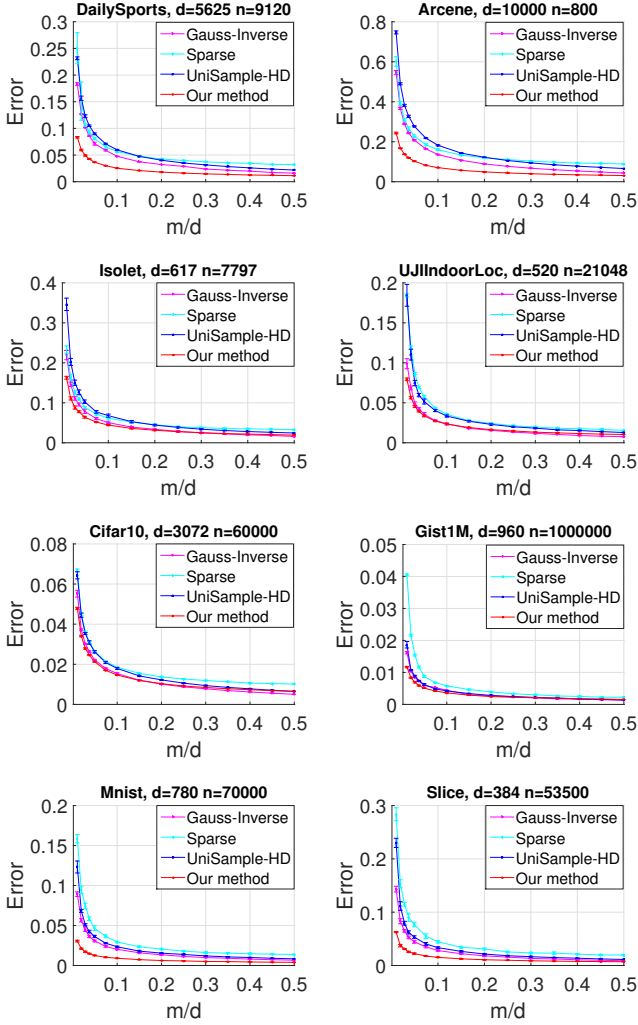 DailySports, d=5625 n=9120
Error
0.3
0.25
0.2
0.15
0.1
0.05
0
0.1 0.2 0.3 0.4 0.5
m/d
Gauss-Inverse
Sparse
UniSample-HD
Our method
Arcene, d=10000 n=800
Error
0.8
0.6
0.4
0.2
0
0.1 0.2 0.3 0.4 0.5
m/d
Gauss-Inverse
Sparse
UniSample-HD
Our method
Isolet, d=617 n=7797
Error
0.4
0.3
0.2
0.1
0
0.1 0.2 0.3 0.4 0.5
m/d
Gauss-Inverse
Sparse
UniSample-HD
Our method
UJIIndoorLoc, d=520 n=21048
Error
0.2
0.15
0.1
0.05
0
0.1 0.2 0.3 0.4 0.5
m/d
Gauss-Inverse
Sparse
UniSample-HD
Our method
Cifar10, d=3072 n=60000
Error
0.08
0.06
0.04
0.02
0
0.1 0.2 0.3 0.4 0.5
m/d
Gauss-Inverse
Sparse
UniSample-HD
Our method
Gist1M, d=960 n=1000000
Error
0.05
0.04
0.03
0.02
0.01
0
0.1 0.2 0.3 0.4 0.5
m/d
Gauss-Inverse
Sparse
UniSample-HD
Our method
Mnist, d=780 n=70000
Error
0.2
0.15
0.1
0.05
0
0.1 0.2 0.3 0.4 0.5
m/d
Gauss-Inverse
Sparse
UniSample-HD
Our method
Slice, d=384 n=53500
Error
0.3
0.2
0.1
0
0.1 0.2 0.3 0.4 0.5
m/d
Gauss-Inverse
Sparse
UniSample-HD
Our method